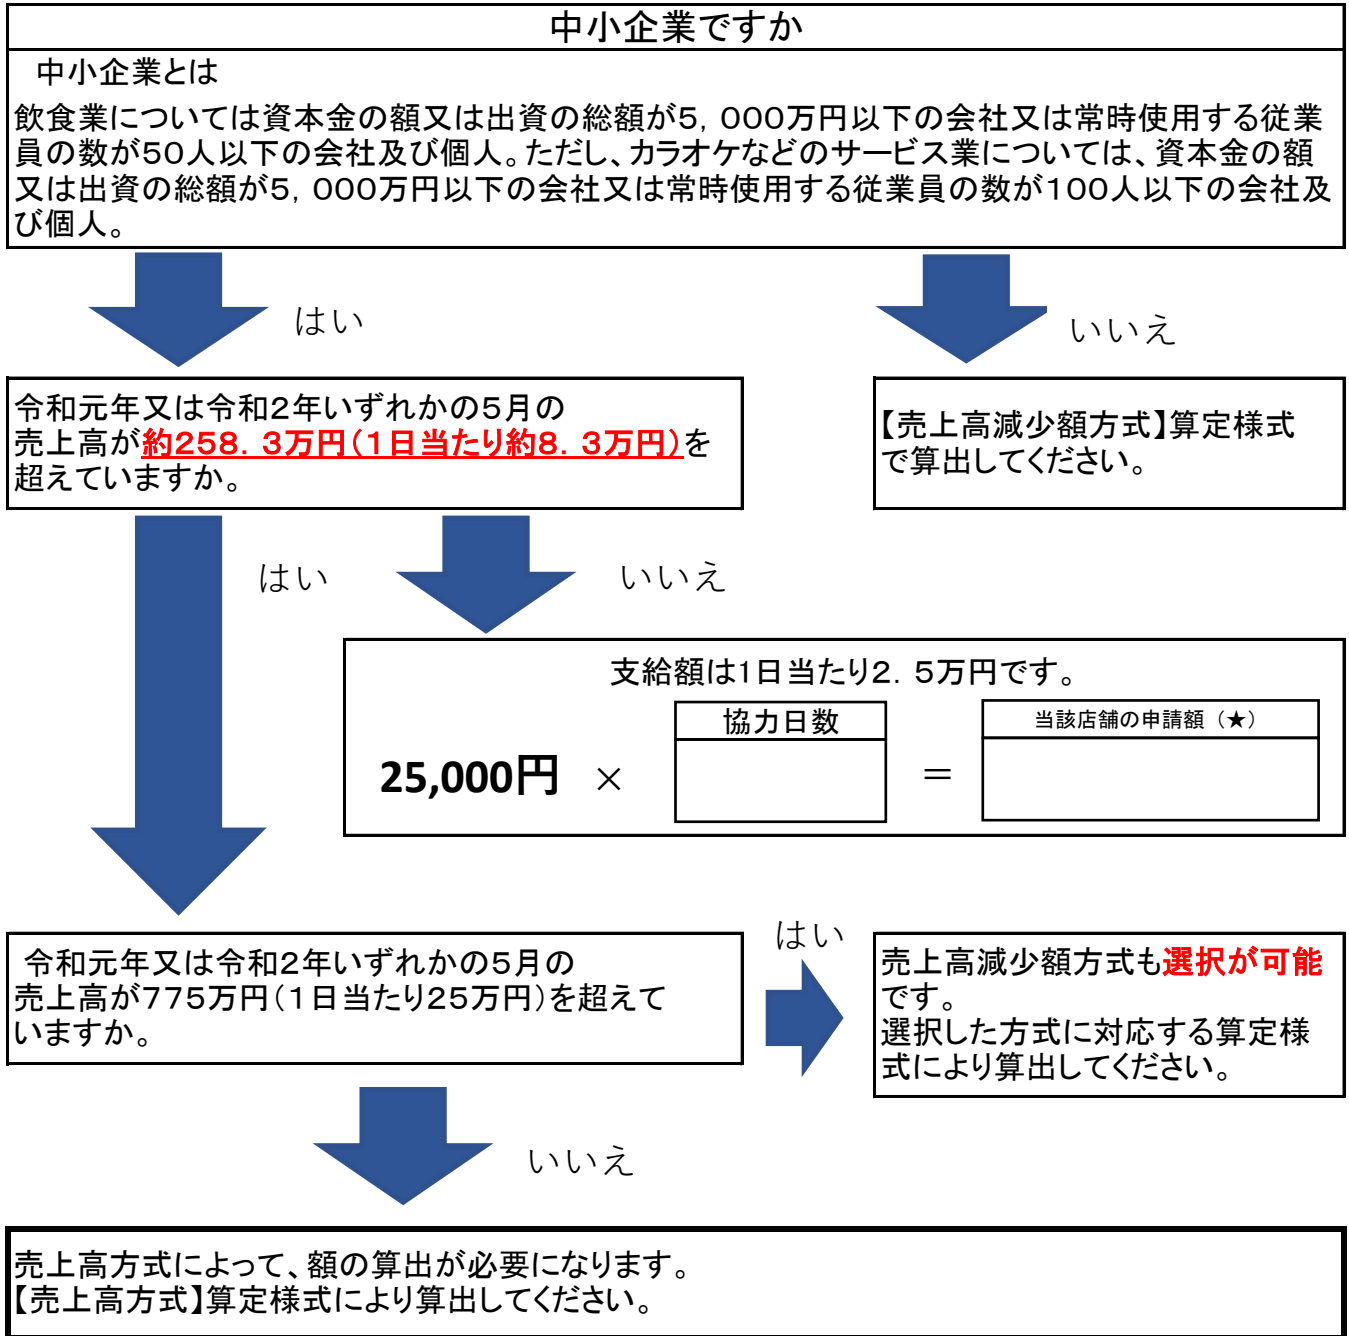 中小企業ですか
中小企業とは
飲食業については資本金の額又は出資の総額が5，000万円以下の会社又は常時使用する従業
員の数が50人以下の会社及び個人。ただし、カラオケなどのサービス業については、資本金の額
又は出資の総額が5，000万円以下の会社又は常時使用する従業員の数が100人以下の会社及
び個人。
はい
いいえ
令和元年又は令和2年いずれかの5月の
売上高が約258．3万円（1日当たり約8．3万円）を
超えていますか。
【売上高減少額方式】算定様式
で算出してください。
はい
いいえ
支給額は1日当たり2．5万円です。
協力日数
当該店舗の申請額（★）
25,000円 × ＝
令和元年又は令和2年いずれかの5月の
売上高が775万円（1日当たり25万円）を超えて
いますか。
はい
売上高減少額方式も選択が可能
です。
選択した方式に対応する算定様
式により算出してください。
いいえ
売上高方式によって、額の算出が必要になります。
【売上高方式】算定様式により算出してください。